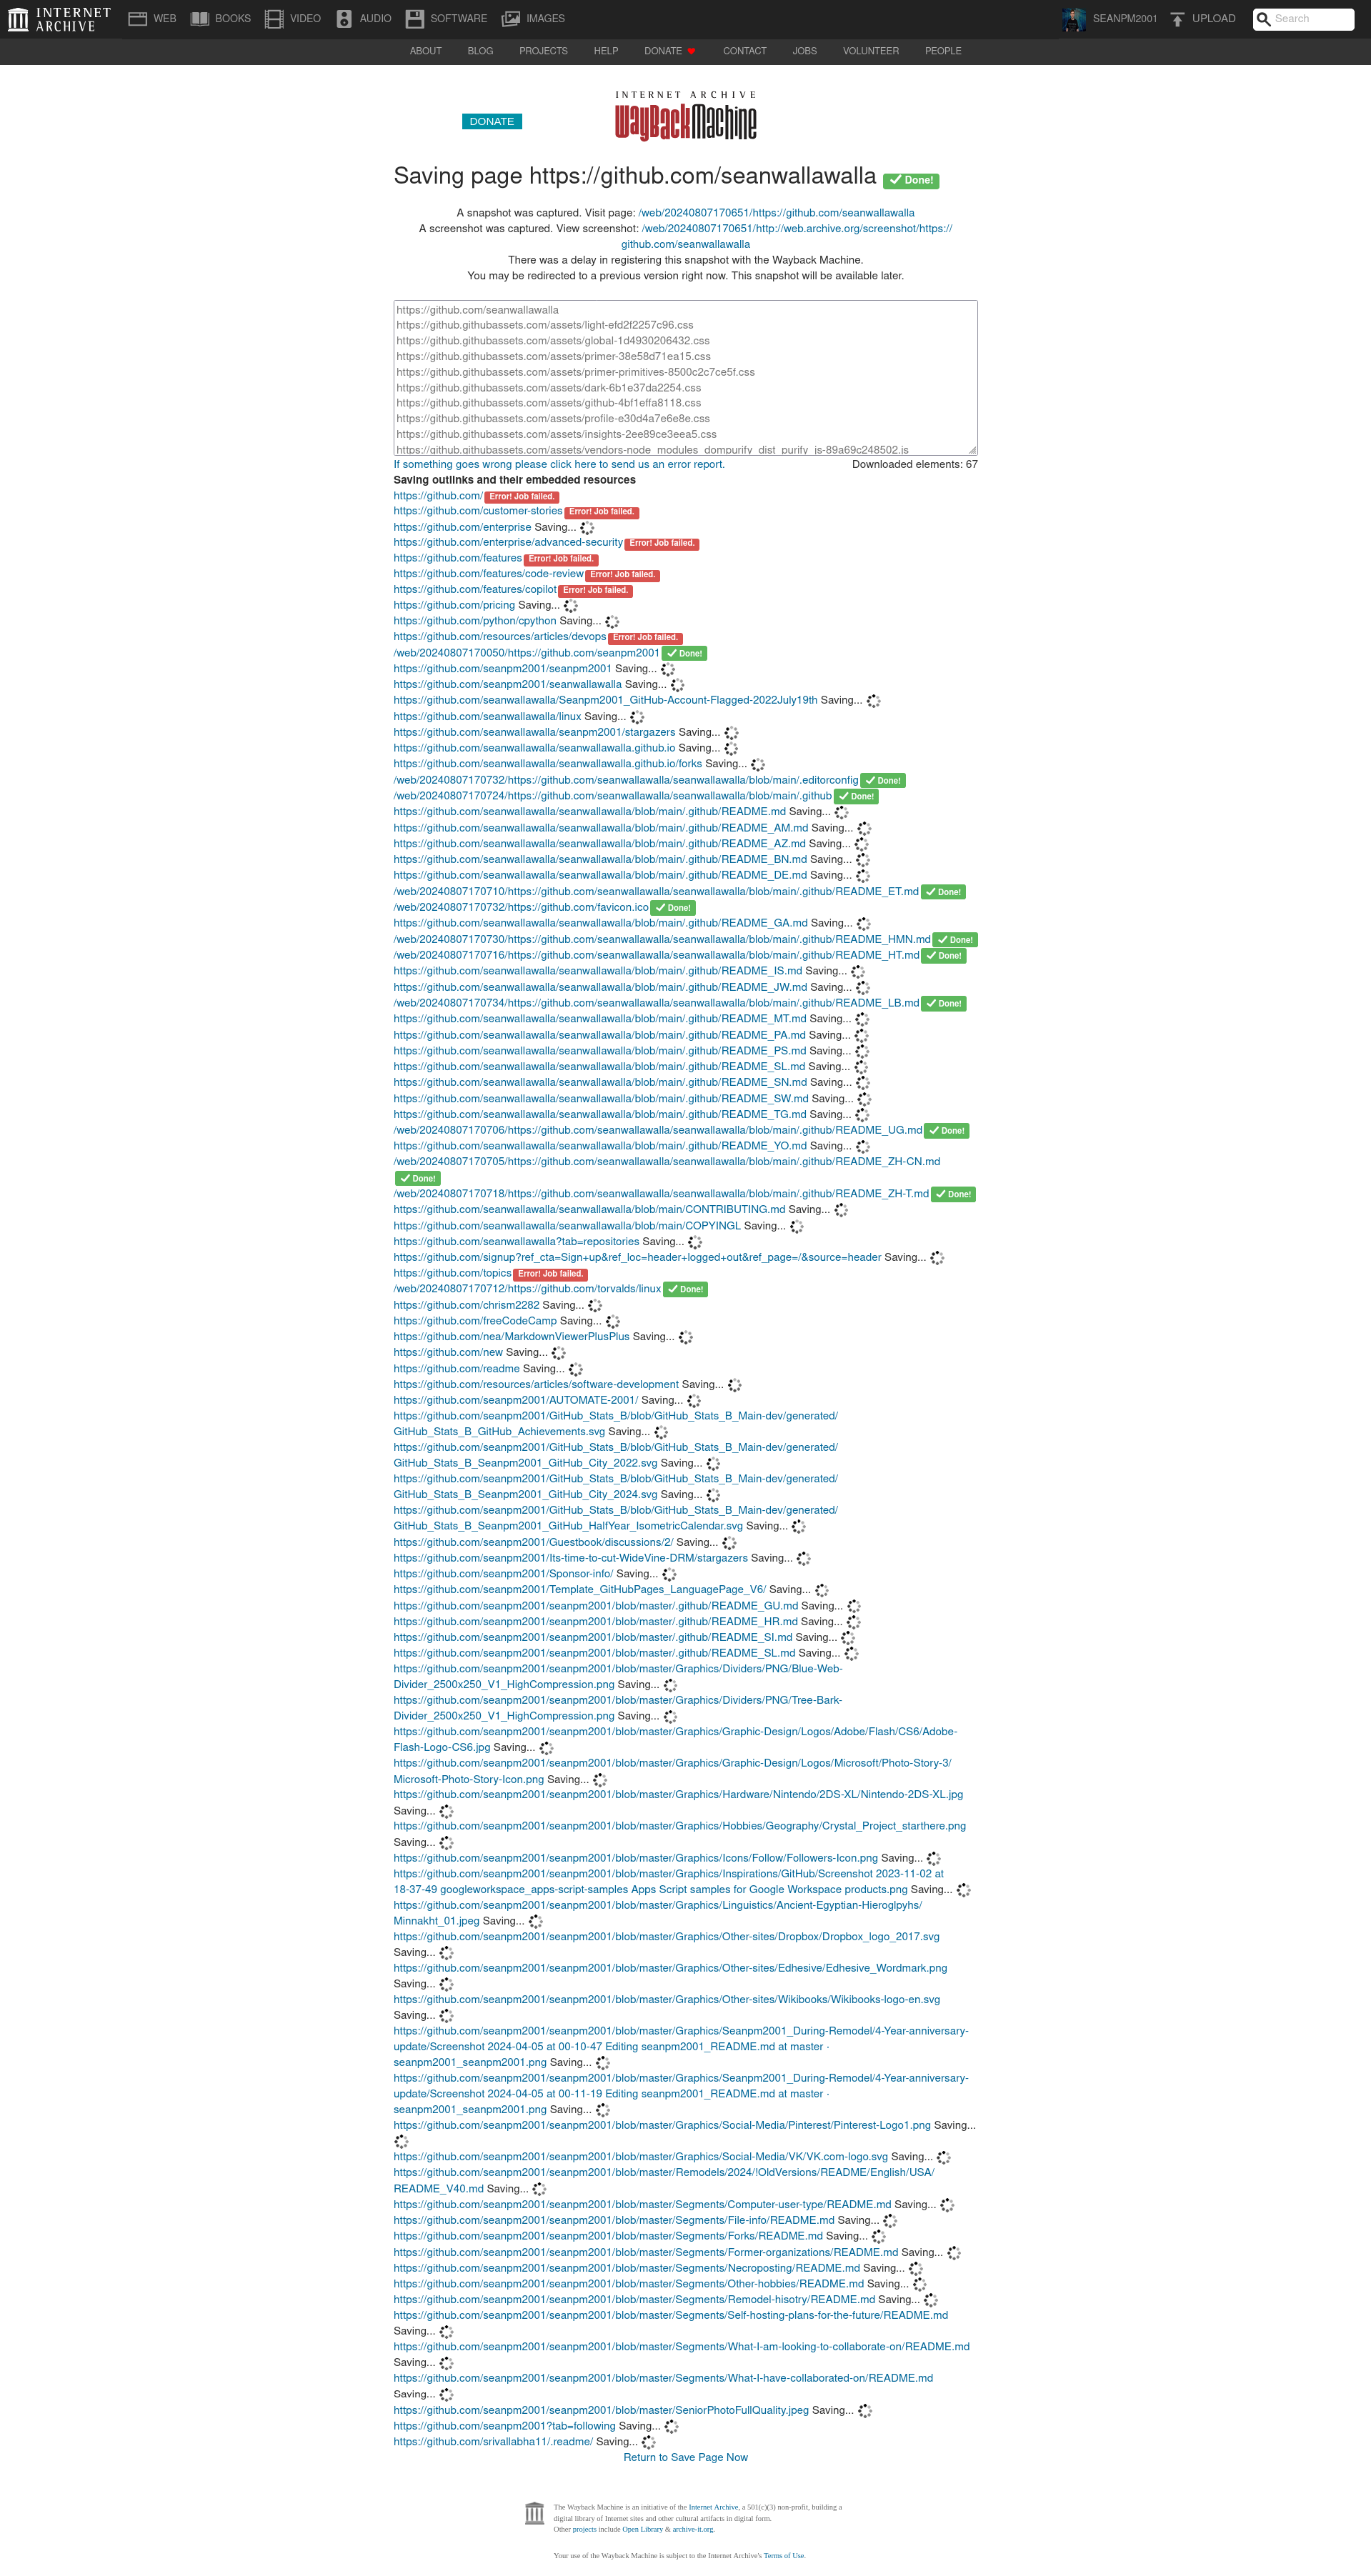 INTERNET ARCHIVE
WEB BOOKS VIDEO AUDIO SOFTWARE IMAGES SEANPM2001 UPLOAD Search
ABOUT BLOG PROJECTS HELP DONATE CONTACT JOBS VOLUNTEER PEOPLE
INTERNET ARCHIVE
DONATE WayBackMachine
Saving page https://github.com/seanwallawalla Done!
A snapshot was captured. Visit page: /web/20240807170651/https://github.com/seanwallawalla
A screenshot was captured. View screenshot: /web/20240807170651/http://web.archive.org/screenshot/https://
github.com/seanwallawalla
There was a delay in registering this snapshot with the Wayback Machine.
You may be redirected to a previous version right now. This snapshot will be available later.
https://github.com/seanwallawalla
https://github.githubassets.com/assets/light-efd2f2257c96.css
https://github.githubassets.com/assets/global-1d4930206432.css
https://github.githubassets.com/assets/primer-38e58d71ea15.css
https://github.githubassets.com/assets/primer-primitives-8500c2c7ce5f.css
https://github.githubassets.com/assets/dark-6b1e37da2254.css
https://github.githubassets.com/assets/github-4bf1effa8118.css
https://github.githubassets.com/assets/profile-e30d4a7e6e8e.css
https://github.githubassets.com/assets/insights-2ee89ce3eea5.css
https://github.githubassets.com/assets/vendors-node_modules_dompurify_dist_purify_js-89a69c248502.js
If something goes wrong please click here to send us an error report. Downloaded elements: 67
Saving outlinks and their embedded resources
https://github.com/ Error! Job failed.
https://github.com/customer-stories Error! Job failed.
https://github.com/enterprise Saving...
https://github.com/enterprise/advanced-security Error! Job failed.
https://github.com/features Error! Job failed.
https://github.com/features/code-review Error! Job failed.
https://github.com/features/copilot Error! Job failed.
https://github.com/pricing Saving...
https://github.com/python/cpython Saving...
https://github.com/resources/articles/devops Error! Job failed.
/web/20240807170050/https://github.com/seanpm2001 Done!
https://github.com/seanpm2001/seanpm2001 Saving...
https://github.com/seanpm2001/seanwallawalla Saving...
https://github.com/seanwallawalla/Seanpm2001_GitHub-Account-Flagged-2022July19th Saving...
https://github.com/seanwallawalla/linux Saving...
https://github.com/seanwallawalla/seanpm2001/stargazers Saving...
https://github.com/seanwallawalla/seanwallawalla.github.io Saving...
https://github.com/seanwallawalla/seanwallawalla.github.io/forks Saving...
/web/20240807170732/https://github.com/seanwallawalla/seanwallawalla/blob/main/.editorconfig Done!
/web/20240807170724/https://github.com/seanwallawalla/seanwallawalla/blob/main/.github Done!
https://github.com/seanwallawalla/seanwallawalla/blob/main/.github/README.md Saving...
https://github.com/seanwallawalla/seanwallawalla/blob/main/.github/README_AM.md Saving...
https://github.com/seanwallawalla/seanwallawalla/blob/main/.github/README_AZ.md Saving...
https://github.com/seanwallawalla/seanwallawalla/blob/main/.github/README_BN.md Saving...
https://github.com/seanwallawalla/seanwallawalla/blob/main/.github/README_DE.md Saving...
/web/20240807170710/https://github.com/seanwallawalla/seanwallawalla/blob/main/.github/README_ET.md Done!
/web/20240807170732/https://github.com/favicon.ico Done!
https://github.com/seanwallawalla/seanwallawalla/blob/main/.github/README_GA.md Saving...
/web/20240807170730/https://github.com/seanwallawalla/seanwallawalla/blob/main/.github/README_HMN.md Done!
/web/20240807170716/https://github.com/seanwallawalla/seanwallawalla/blob/main/.github/README_HT.md Done!
https://github.com/seanwallawalla/seanwallawalla/blob/main/.github/README_IS.md Saving...
https://github.com/seanwallawalla/seanwallawalla/blob/main/.github/README_JW.md Saving...
/web/20240807170734/https://github.com/seanwallawalla/seanwallawalla/blob/main/.github/README_LB.md Done!
https://github.com/seanwallawalla/seanwallawalla/blob/main/.github/README_MT.md Saving...
https://github.com/seanwallawalla/seanwallawalla/blob/main/.github/README_PA.md Saving...
https://github.com/seanwallawalla/seanwallawalla/blob/main/.github/README_PS.md Saving...
https://github.com/seanwallawalla/seanwallawalla/blob/main/.github/README_SL.md Saving...
https://github.com/seanwallawalla/seanwallawalla/blob/main/.github/README_SN.md Saving...
https://github.com/seanwallawalla/seanwallawalla/blob/main/.github/README_SW.md Saving...
https://github.com/seanwallawalla/seanwallawalla/blob/main/.github/README_TG.md Saving...
/web/20240807170706/https://github.com/seanwallawalla/seanwallawalla/blob/main/.github/README_UG.md Done!
https://github.com/seanwallawalla/seanwallawalla/blob/main/.github/README_YO.md Saving...
/web/20240807170705/https://github.com/seanwallawalla/seanwallawalla/blob/main/.github/README_ZH-CN.md
Done!
/web/20240807170718/https://github.com/seanwallawalla/seanwallawalla/blob/main/.github/README_ZH-T.md Done!
https://github.com/seanwallawalla/seanwallawalla/blob/main/CONTRIBUTING.md Saving...
https://github.com/seanwallawalla/seanwallawalla/blob/main/COPYINGL Saving...
https://github.com/seanwallawalla?tab=repositories Saving...
https://github.com/signup?ref_cta=Sign+up&ref_loc=header+logged+out&ref_page=/&source=header Saving...
https://github.com/topics Error! Job failed.
/web/20240807170712/https://github.com/torvalds/linux Done!
https://github.com/chrism2282 Saving...
https://github.com/freeCodeCamp Saving...
https://github.com/nea/MarkdownViewerPlusPlus Saving...
https://github.com/new Saving...
https://github.com/readme Saving...
https://github.com/resources/articles/software-development Saving...
https://github.com/seanpm2001/AUTOMATE-2001/ Saving...
https://github.com/seanpm2001/GitHub_Stats_B/blob/GitHub_Stats_B_Main-dev/generated/
GitHub_Stats_B_GitHub_Achievements.svg Saving...
https://github.com/seanpm2001/GitHub_Stats_B/blob/GitHub_Stats_B_Main-dev/generated/
GitHub_Stats_B_Seanpm2001_GitHub_City_2022.svg Saving...
https://github.com/seanpm2001/GitHub_Stats_B/blob/GitHub_Stats_B_Main-dev/generated/
GitHub_Stats_B_Seanpm2001_GitHub_City_2024.svg Saving...
https://github.com/seanpm2001/GitHub_Stats_B/blob/GitHub_Stats_B_Main-dev/generated/
GitHub_Stats_B_Seanpm2001_GitHub_HalfYear_IsometricCalendar.svg Saving...
https://github.com/seanpm2001/Guestbook/discussions/2/ Saving...
https://github.com/seanpm2001/Its-time-to-cut-WideVine-DRM/stargazers Saving...
https://github.com/seanpm2001/Sponsor-info/ Saving...
https://github.com/seanpm2001/Template_GitHubPages_LanguagePage_V6/ Saving...
https://github.com/seanpm2001/seanpm2001/blob/master/.github/README_GU.md Saving...
https://github.com/seanpm2001/seanpm2001/blob/master/.github/README_HR.md Saving...
https://github.com/seanpm2001/seanpm2001/blob/master/.github/README_SI.md Saving...
https://github.com/seanpm2001/seanpm2001/blob/master/.github/README_SL.md Saving...
https://github.com/seanpm2001/seanpm2001/blob/master/Graphics/Dividers/PNG/Blue-Web-
Divider_2500x250_V1_HighCompression.png Saving...
https://github.com/seanpm2001/seanpm2001/blob/master/Graphics/Dividers/PNG/Tree-Bark-
Divider_2500x250_V1_HighCompression.png Saving...
https://github.com/seanpm2001/seanpm2001/blob/master/Graphics/Graphic-Design/Logos/Adobe/Flash/CS6/Adobe-
Flash-Logo-CS6.jpg Saving...
https://github.com/seanpm2001/seanpm2001/blob/master/Graphics/Graphic-Design/Logos/Microsoft/Photo-Story-3/
Microsoft-Photo-Story-Icon.png Saving...
https://github.com/seanpm2001/seanpm2001/blob/master/Graphics/Hardware/Nintendo/2DS-XL/Nintendo-2DS-XL.jpg
Saving...
https://github.com/seanpm2001/seanpm2001/blob/master/Graphics/Hobbies/Geography/Crystal_Project_starthere.png
Saving...
https://github.com/seanpm2001/seanpm2001/blob/master/Graphics/Icons/Follow/Followers-Icon.png Saving...
https://github.com/seanpm2001/seanpm2001/blob/master/Graphics/Inspirations/GitHub/Screenshot 2023-11-02 at
18-37-49 googleworkspace_apps-script-samples Apps Script samples for Google Workspace products.png Saving...
https://github.com/seanpm2001/seanpm2001/blob/master/Graphics/Linguistics/Ancient-Egyptian-Hieroglpyhs/
Minnakht_01.jpeg Saving...
https://github.com/seanpm2001/seanpm2001/blob/master/Graphics/Other-sites/Dropbox/Dropbox_logo_2017.svg
Saving...
https://github.com/seanpm2001/seanpm2001/blob/master/Graphics/Other-sites/Edhesive/Edhesive_Wordmark.png
Saving...
https://github.com/seanpm2001/seanpm2001/blob/master/Graphics/Other-sites/Wikibooks/Wikibooks-logo-en.svg
Saving...
https://github.com/seanpm2001/seanpm2001/blob/master/Graphics/Seanpm2001_During-Remodel/4-Year-anniversary-
update/Screenshot 2024-04-05 at 00-10-47 Editing seanpm2001_README.md at master ·
seanpm2001_seanpm2001.png Saving...
https://github.com/seanpm2001/seanpm2001/blob/master/Graphics/Seanpm2001_During-Remodel/4-Year-anniversary-
update/Screenshot 2024-04-05 at 00-11-19 Editing seanpm2001_README.md at master ·
seanpm2001_seanpm2001.png Saving...
https://github.com/seanpm2001/seanpm2001/blob/master/Graphics/Social-Media/Pinterest/Pinterest-Logo1.png Saving...
https://github.com/seanpm2001/seanpm2001/blob/master/Graphics/Social-Media/VK/VK.com-logo.svg Saving...
https://github.com/seanpm2001/seanpm2001/blob/master/Remodels/2024/!OldVersions/README/English/USA/
README_V40.md Saving...
https://github.com/seanpm2001/seanpm2001/blob/master/Segments/Computer-user-type/README.md Saving...
https://github.com/seanpm2001/seanpm2001/blob/master/Segments/File-info/README.md Saving...
https://github.com/seanpm2001/seanpm2001/blob/master/Segments/Forks/README.md Saving...
https://github.com/seanpm2001/seanpm2001/blob/master/Segments/Former-organizations/README.md Saving...
https://github.com/seanpm2001/seanpm2001/blob/master/Segments/Necroposting/README.md Saving...
https://github.com/seanpm2001/seanpm2001/blob/master/Segments/Other-hobbies/README.md Saving...
https://github.com/seanpm2001/seanpm2001/blob/master/Segments/Remodel-hisotry/README.md Saving...
https://github.com/seanpm2001/seanpm2001/blob/master/Segments/Self-hosting-plans-for-the-future/README.md
Saving...
https://github.com/seanpm2001/seanpm2001/blob/master/Segments/What-I-am-looking-to-collaborate-on/README.md
Saving...
https://github.com/seanpm2001/seanpm2001/blob/master/Segments/What-I-have-collaborated-on/README.md
Saving...
https://github.com/seanpm2001/seanpm2001/blob/master/SeniorPhotoFullQuality.jpeg Saving...
https://github.com/seanpm2001?tab=following Saving...
https://github.com/srivallabha11/.readme/ Saving...
Return to Save Page Now
The Wayback Machine is an initiative of the Internet Archive, a 501(c)(3) non-profit, building a
digital library of Internet sites and other cultural artifacts in digital form.
Other projects include Open Library & archive-it.org.
Your use of the Wayback Machine is subject to the Internet Archive's Terms of Use.